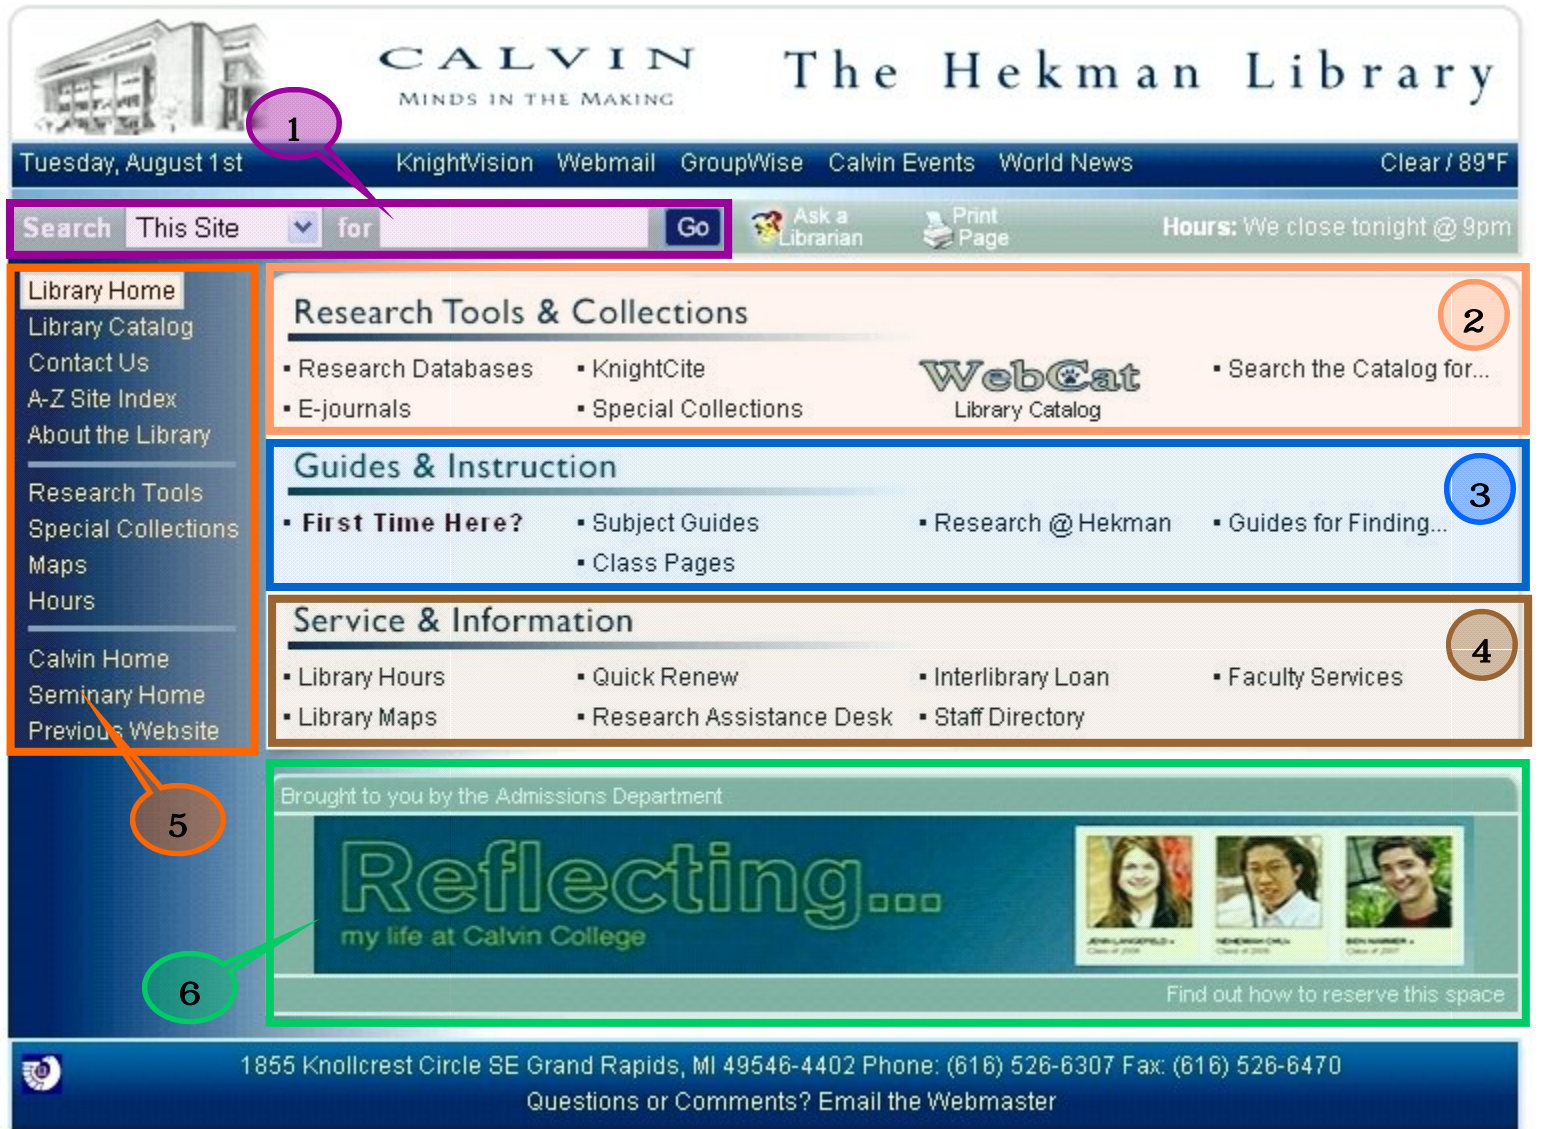 CALVIN The Hekman Library
MINDS IN THE MAKING
1
Tuesday, August 1st KnightVision Webmail GroupWise Calvin Events World News Clear / 89°F
Search This Site for Go Ask a Librarian Print Page Hours: We close tonight @ 9pm
Library Home
Library Catalog
Contact Us
A-Z Site Index
About the Library
Research Tools
Special Collections
Maps
Hours
Calvin Home
Seminary Home
Previous Website
5
Research Tools & Collections
2
▪ Research Databases ▪ KnightCite WebCat ▪ Search the Catalog for...
▪ E-journals ▪ Special Collections Library Catalog
Guides & Instruction
3
▪ First Time Here? ▪ Subject Guides ▪ Research @ Hekman ▪ Guides for Finding...
▪ Class Pages
Service & Information
4
▪ Library Hours ▪ Quick Renew ▪ Interlibrary Loan ▪ Faculty Services
▪ Library Maps ▪ Research Assistance Desk ▪ Staff Directory
Brought to you by the Admissions Department
Reflecting...
my life at Calvin College
6
Find out how to reserve this space
1855 Knollcrest Circle SE Grand Rapids, MI 49546-4402 Phone: (616) 526-6307 Fax: (616) 526-6470
Questions or Comments? Email the Webmaster